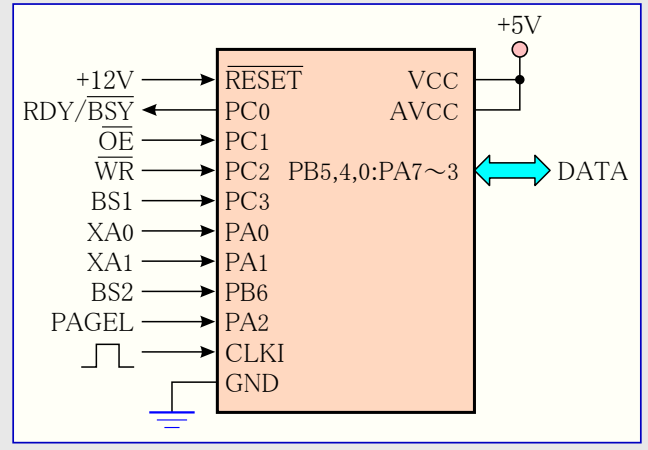 +5V
+12V RESET VCC
RDY/BSY PC0 AVCC
OE PC1
WR PC2 PB5,4,0:PA7～3 DATA
BS1 PC3
XA0 PA0
XA1 PA1
BS2 PB6
PAGEL PA2
CLKI
GND